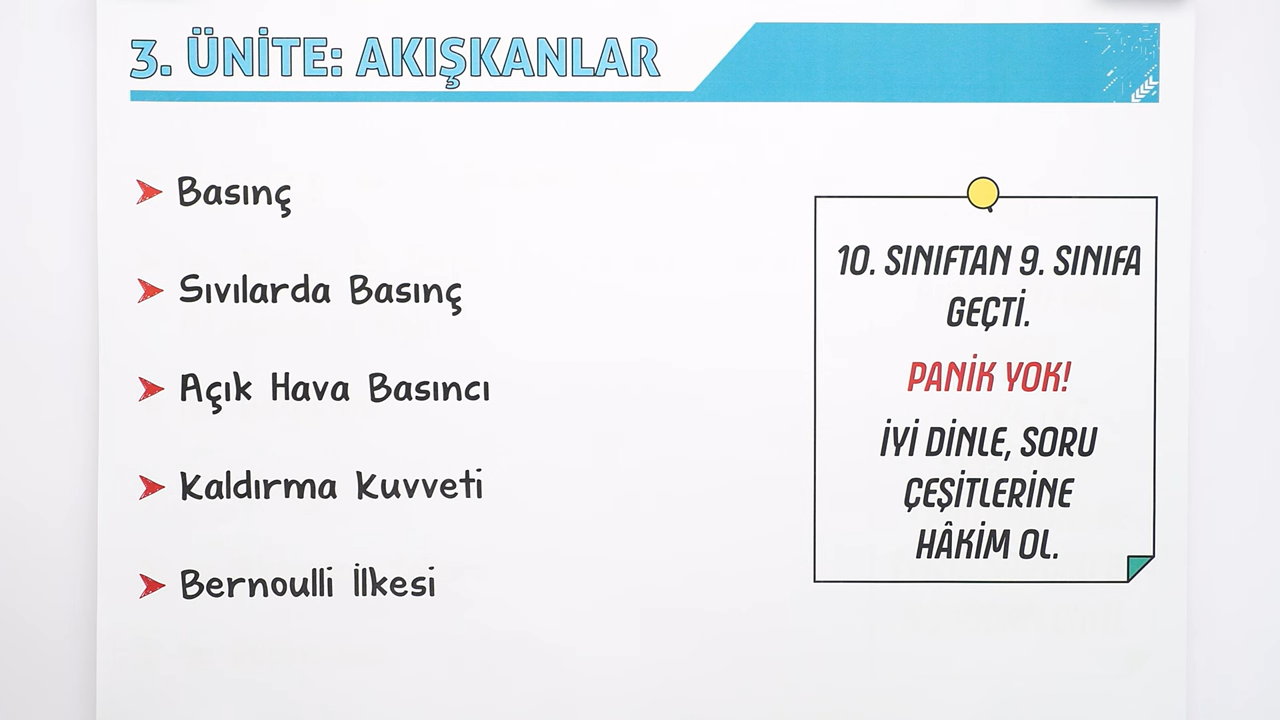 3. ÜNİTE: AKIŞKANLAR
Basınç
Sıvılarda Basınç
Açık Hava Basıncı
Kaldırma Kuvveti
Bernoulli İlkesi
10. SINIFTAN 9. SINIFA
GEÇTİ.
PANİK YOK!
İYİ DİNLE, SORU
ÇEŞİTLERİNE
HÂKİM OL.